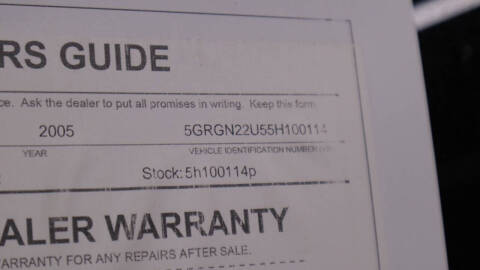 RS GUIDE
ce. Ask the dealer to put all promises in writing. Keep this form
2005 5GRGN22U55H100114
YEAR VEHICLE IDENTIFICATION NUMBER
Stock:5h100114p
ALER WARRANTY
WARRANTY FOR ANY REPAIRS AFTER SALE.